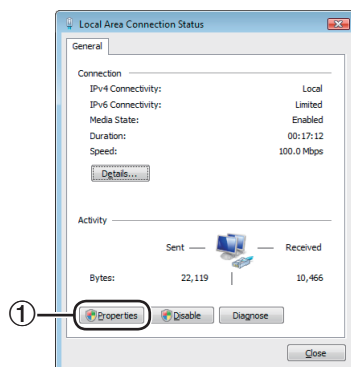 Local Area Connection Status
General
Connection
IPv4 Connectivity: Local
IPv6 Connectivity: Limited
Media State: Enabled
Duration: 00:17:12
Speed: 100.0 Mbps
Details...
Activity
Sent — — Received
Bytes: 22,119 | 10,466
① Properties Disable Diagnose
Close